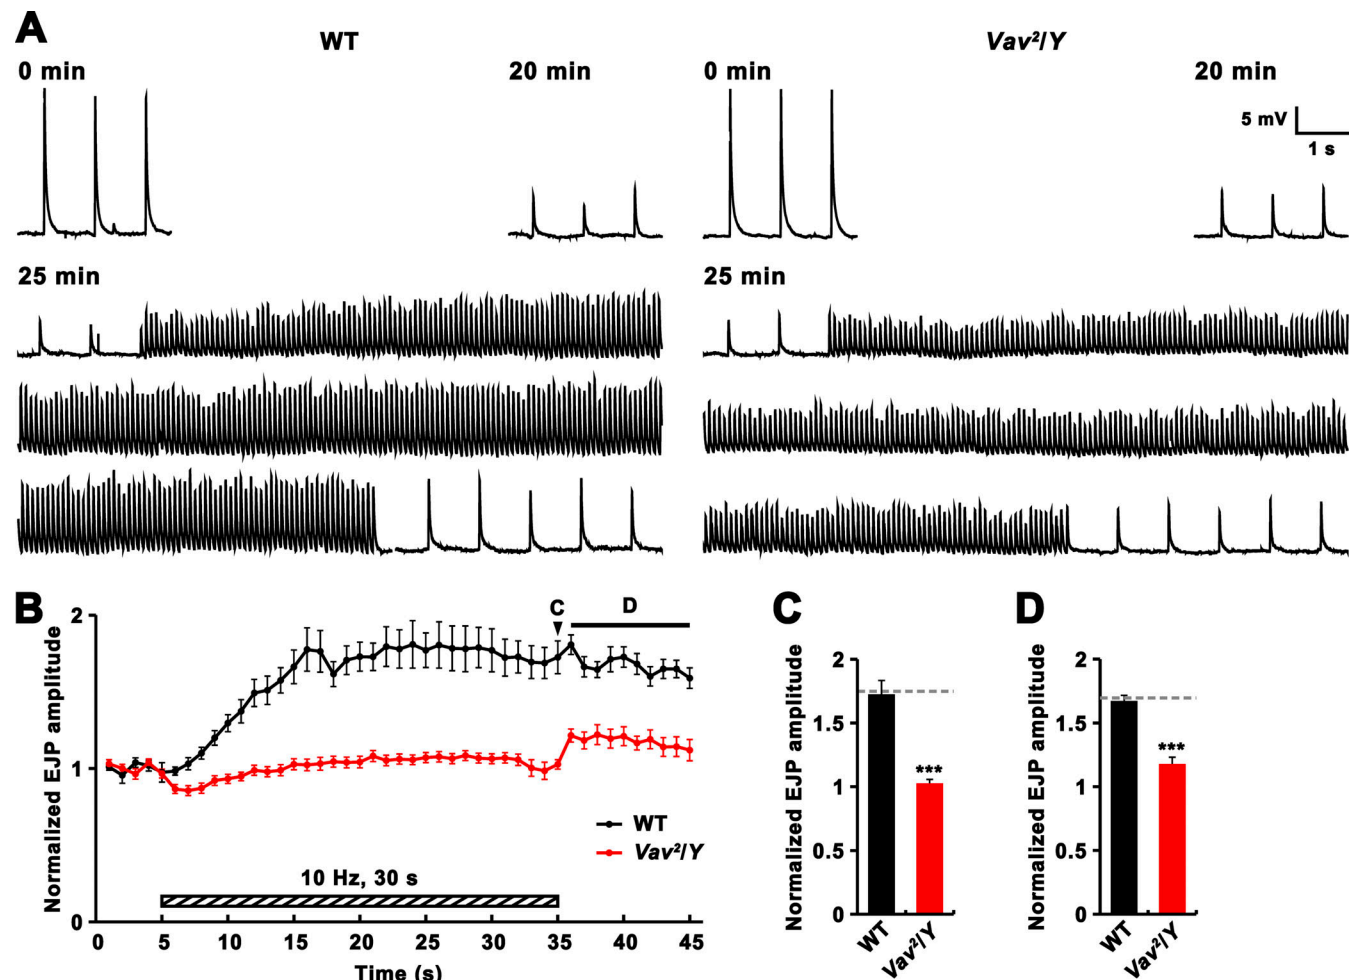 A
WT
Vav²/Y
0 min
20 min
0 min
20 min
5 mV
1 s
25 min
25 min
B
Normalized EJP amplitude
2
1
0
C
D
WT
Vav²/Y
10 Hz, 30 s
0 5 10 15 20 25 30 35 40 45
Time (s)
C
Normalized EJP amplitude
2
1.5
1
0.5
0
***
WT
Vav²/Y
D
Normalized EJP amplitude
2
1.5
1
0.5
0
***
WT
Vav²/Y